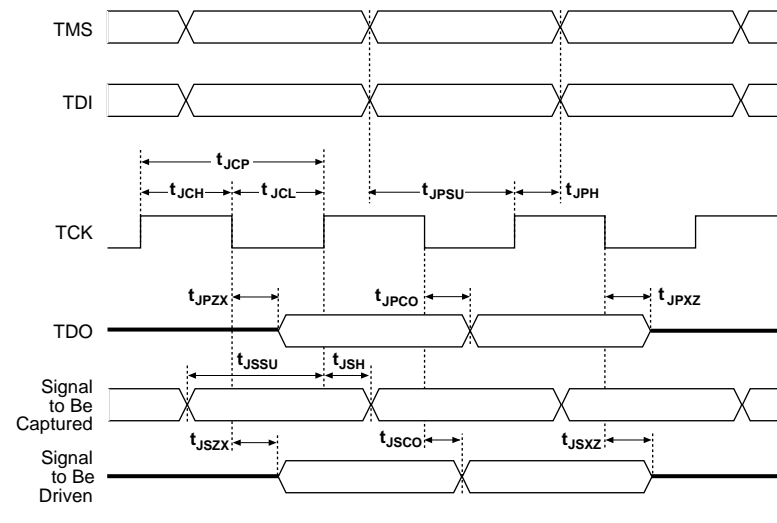 TMS
TDI
tJCP
tJCH
tJCL
tJPSU
tJPH
TCK
tJPZX
tJPCO
tJPXZ
TDO
tJSSU
tJSH
Signal
to Be
Captured
tJSZX
tJSCO
tJSXZ
Signal
to Be
Driven